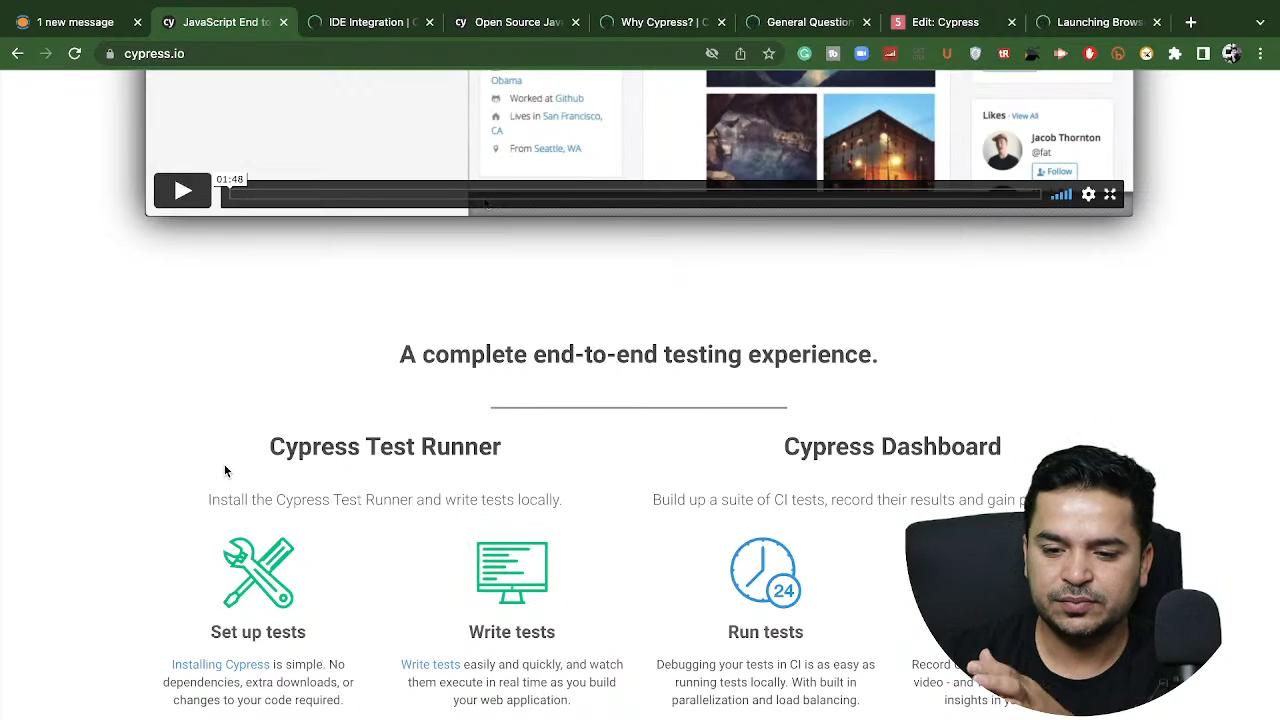 1 message
JavaScript End to
IDE Integration | C
Open Source Jav
Why Cypress? | C
General Question
Edit: Cypress
Launching Brows
cypress.io
Obama
Worked at Github
Lives in San Francisco,
CA
From Seattle, WA
Likes · View All
Jacob Thornton
@fat
Follow
01:48
A complete end-to-end testing experience.
Cypress Test Runner
Install the Cypress Test Runner and write tests locally.
Set up tests
Installing Cypress is simple. No
dependencies, extra downloads, or
changes to your code required.
Write tests
Write tests easily and quickly, and watch
them execute in real time as you build
your web application.
Cypress Dashboard
Build up a suite of CI tests, record their results and gain
24
Run tests
Debugging your tests in CI is as easy as
running tests locally. With built in
parallelization and load balancing.
Record
video - and
insights in